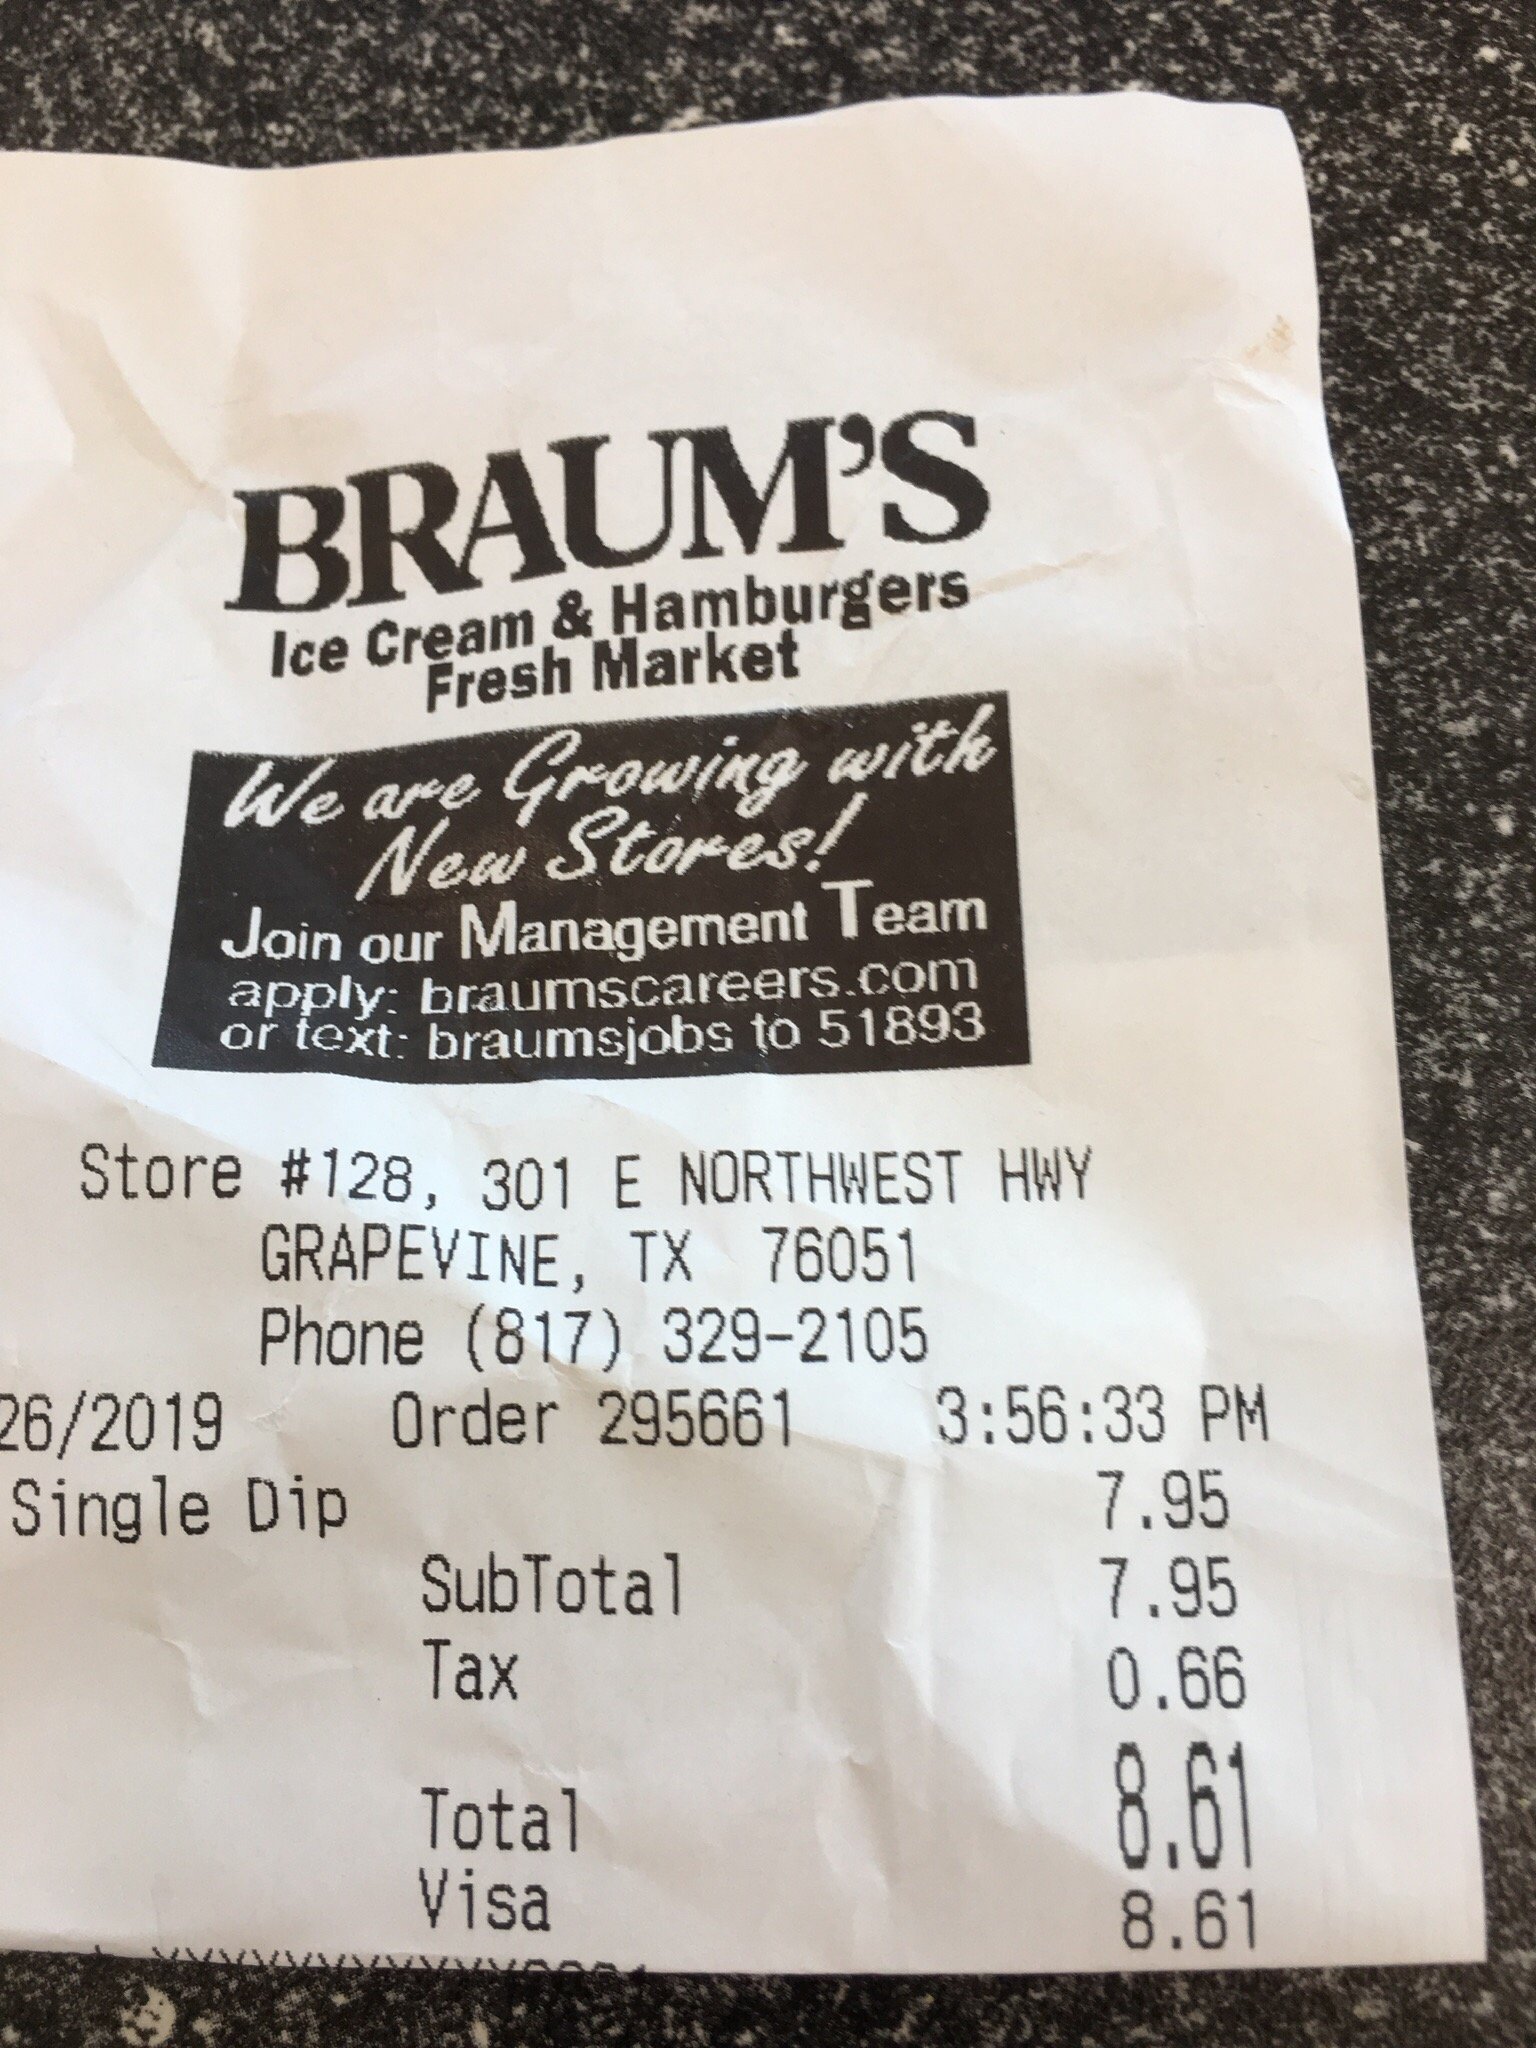 BRAUM'S
Ice Cream & Hamburgers
Fresh Market
We are Growing with
New Stores!
Join our Management Team
apply: braumscareers.com
or text: braumsjobs to 51893
Store #128, 301 E NORTHWEST HWY
GRAPEVINE, TX 76051
Phone (817) 329-2105
26/2019 Order 295661 3:56:33 PM
Single Dip 7.95
SubTotal 7.95
Tax 0.66
Total 8.61
Visa 8.61